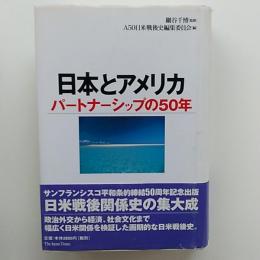 細谷千博 監修
A50日米戦後史編集委員会 編
日本とアメリカ
パートナーシップの50年
サンフランシスコ平和条約締結50周年記念出版
日米戦後関係史の集大成
政治外交から経済、社会文化まで
幅広く日米関係を検証した画期的な日米戦後史。
The Japan Times